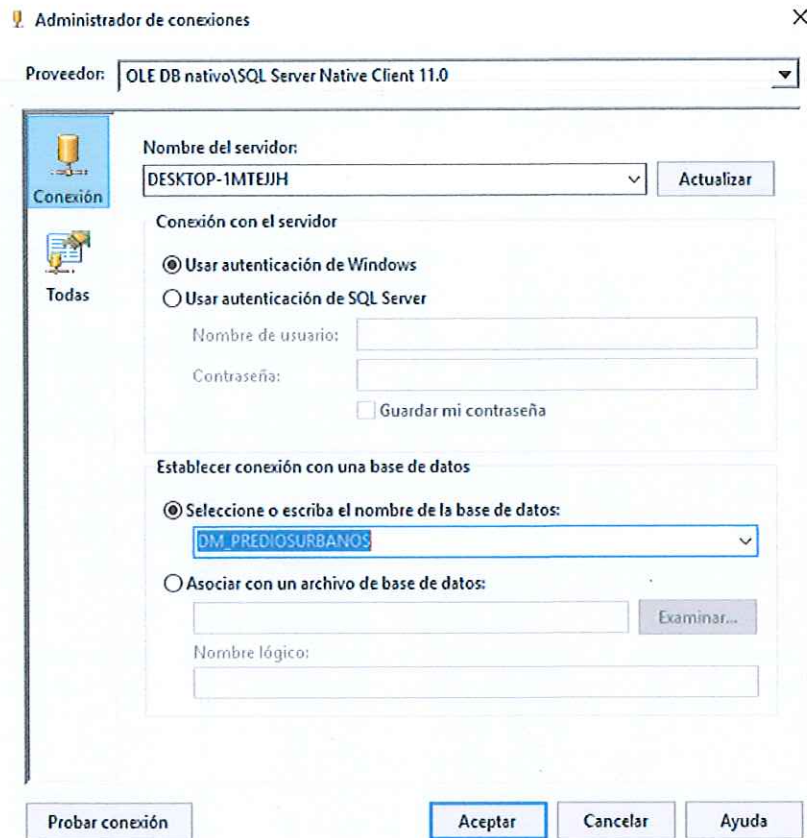 Administrador de conexiones
Proveedor: OLE DB nativo\SQL Server Native Client 11.0
Conexión
Todas
Nombre del servidor:
DESKTOP-1MTEJJH
Actualizar
Conexión con el servidor
Usar autenticación de Windows
Usar autenticación de SQL Server
Nombre de usuario:
Contraseña:
Guardar mi contraseña
Establecer conexión con una base de datos
Seleccione o escriba el nombre de la base de datos:
DM_PREDIOSURBANOS
Asociar con un archivo de base de datos:
Examinar...
Nombre lógico:
Probar conexión Aceptar Cancelar Ayuda